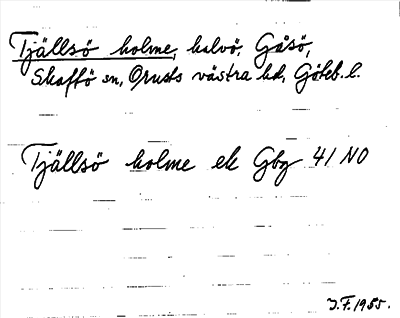 Tjällsö holme, halvö, Gåsö,
Skaftö sn, Orusts västra hd, Göteb. l.
Tjällsö holme ek Gbg 41 NO
J.F. 1955.